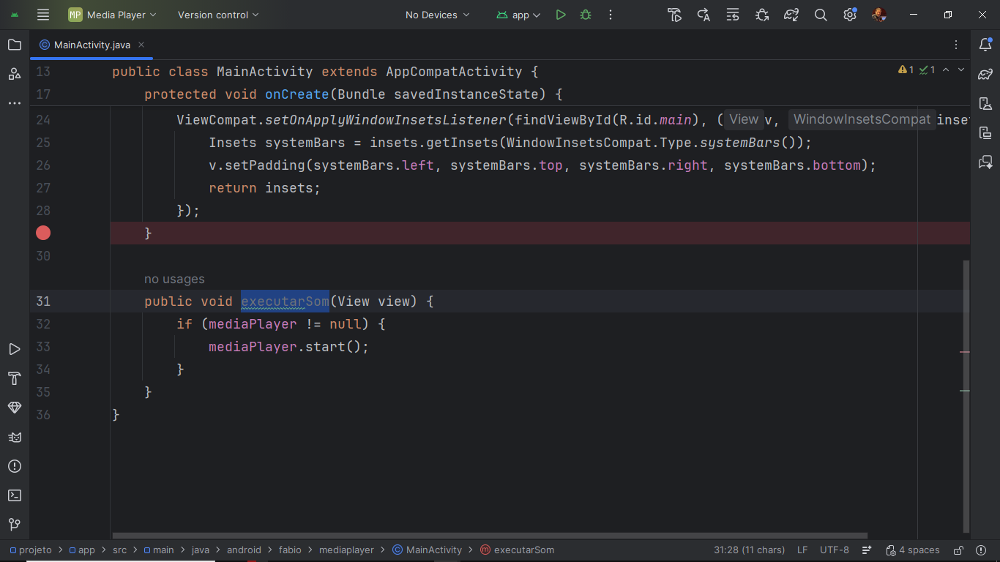 MP Media Player Version control No Devices app
MainActivity.java
13 public class MainActivity extends AppCompatActivity {
1 1
17 protected void onCreate(Bundle savedInstanceState) {
24 ViewCompat.setOnApplyWindowInsetsListener(findViewById(R.id.main), ( View v, WindowInsetsCompat inset
25 Insets systemBars = insets.getInsets(WindowInsetsCompat.Type.systemBars());
26 v.setPadding(systemBars.left, systemBars.top, systemBars.right, systemBars.bottom);
27 return insets;
28 });
}
30
no usages
31 public void executarSom(View view) {
32 if (mediaPlayer != null) {
33 mediaPlayer.start();
34 }
35 }
36 }
projeto > app > src > main > java > android > fabio > mediaplayer > MainActivity > executarSom 31:28 (11 chars) LF UTF-8 4 spaces